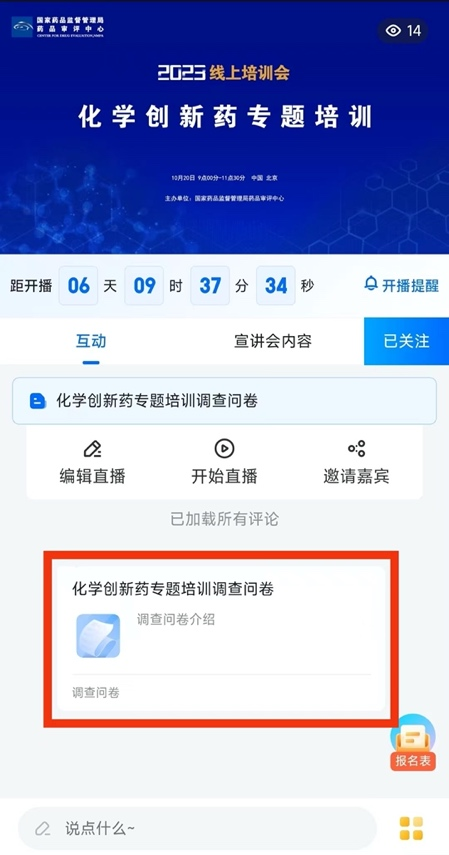 国家药品监督管理局
药品审评中心
CENTER FOR DRUG EVALUATION,NMPA
14
2023 线上培训会
化学创新药专题培训
10月20日 9点00分~11点30分 中国 北京
主办单位：国家药品监督管理局药品审评中心
距开播 06 天 09 时 37 分 34 秒 开播提醒
互动 宣讲会内容 已关注
化学创新药专题培训调查问卷
编辑直播 开始直播 邀请嘉宾
已加载所有评论
化学创新药专题培训调查问卷
调查问卷介绍
调查问卷
报名表
说点什么~